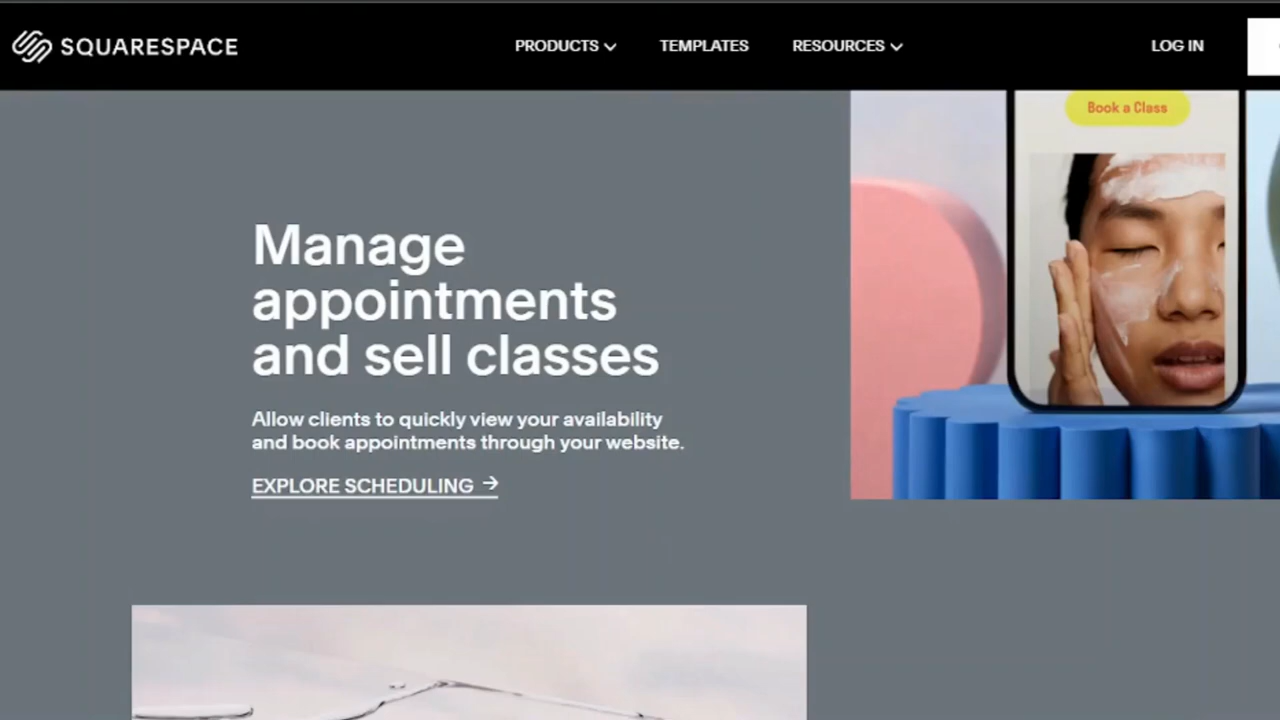 SQUARESPACE
PRODUCTS
TEMPLATES
RESOURCES
LOG IN
Book a Class
Manage
appointments
and sell classes
Allow clients to quickly view your availability
and book appointments through your website.
EXPLORE SCHEDULING →